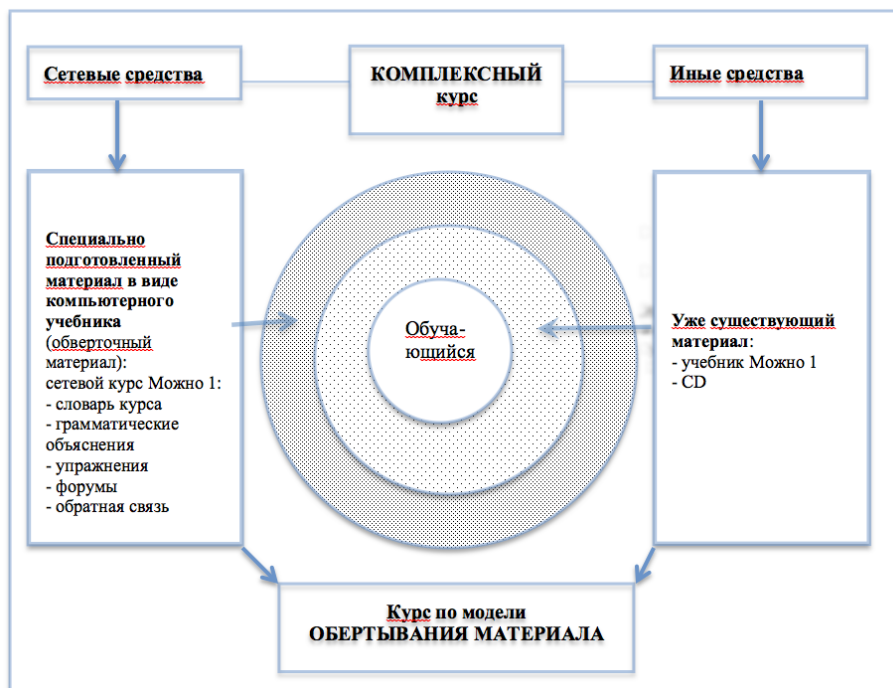 Сетевые средства
КОМПЛЕКСНЫЙ
курс
Иные средства
Специально
подготовленный
материал в виде
компьютерного
учебника
(обверточный
материал):
сетевой курс Можно 1:
- словарь курса
- грамматические
объяснения
- упражнения
- форумы
- обратная связь
Обуча-
ющийся
Уже существующий
материал:
- учебник Можно 1
- CD
Курс по модели
ОБЕРТЫВАНИЯ МАТЕРИАЛА